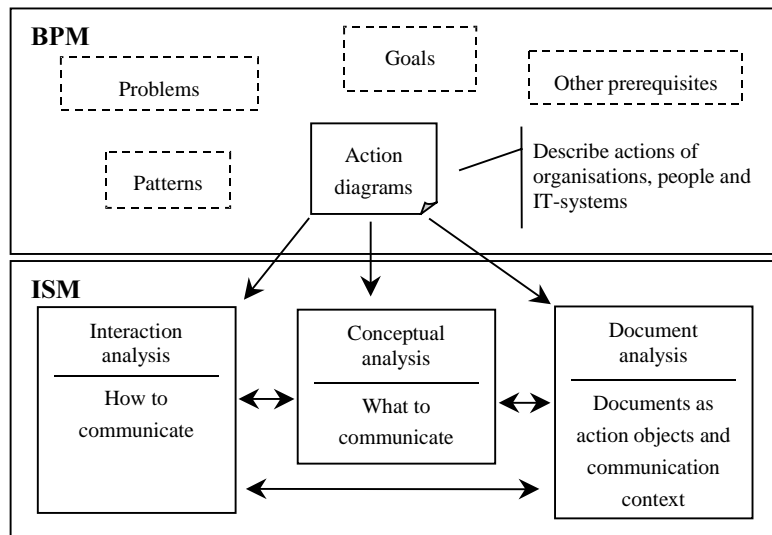 BPM
Goals
Problems
Other prerequisites
Patterns
Action
diagrams
Describe actions of
organisations, people and
IT-systems
ISM
Interaction
analysis
How to
communicate
Conceptual
analysis
What to
communicate
Document
analysis
Documents as
action objects and
communication
context